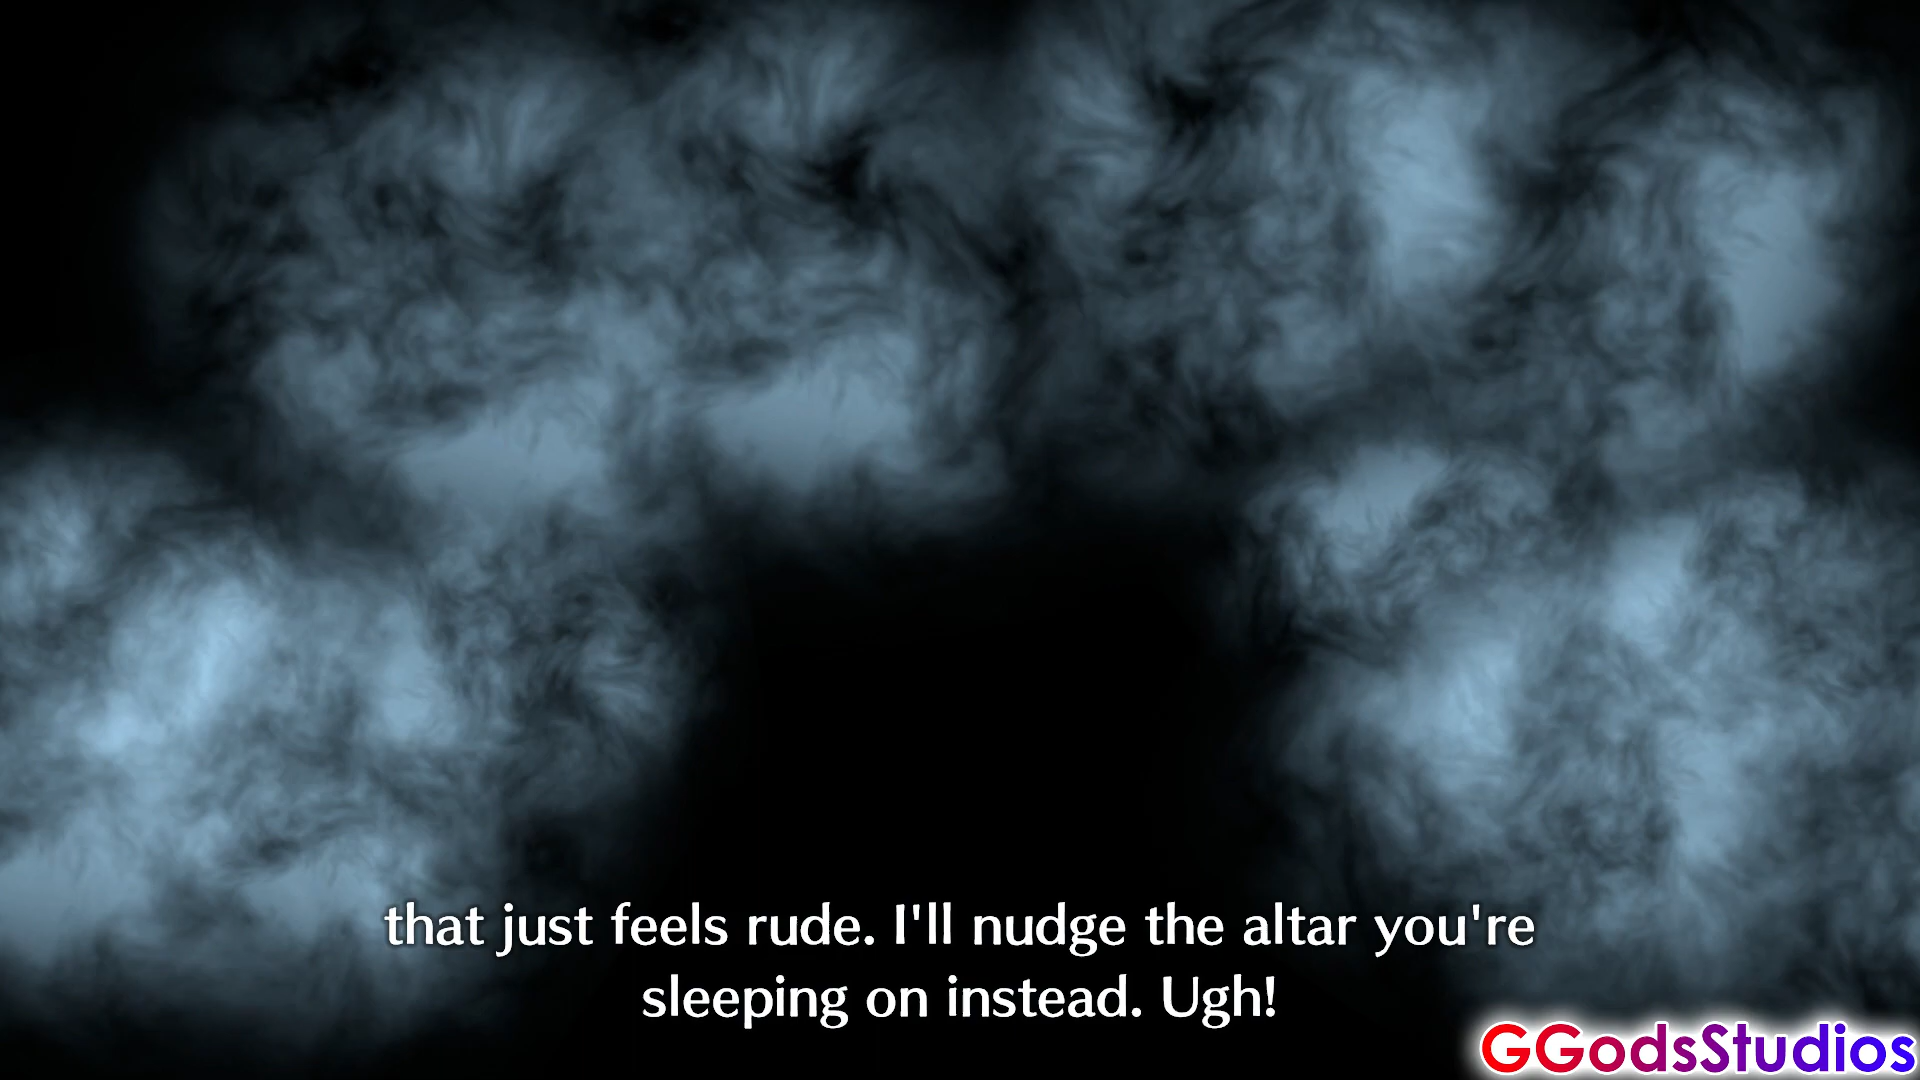 that just feels rude. I'll nudge the altar you're
sleeping on instead. Ugh!
GGodsStudios